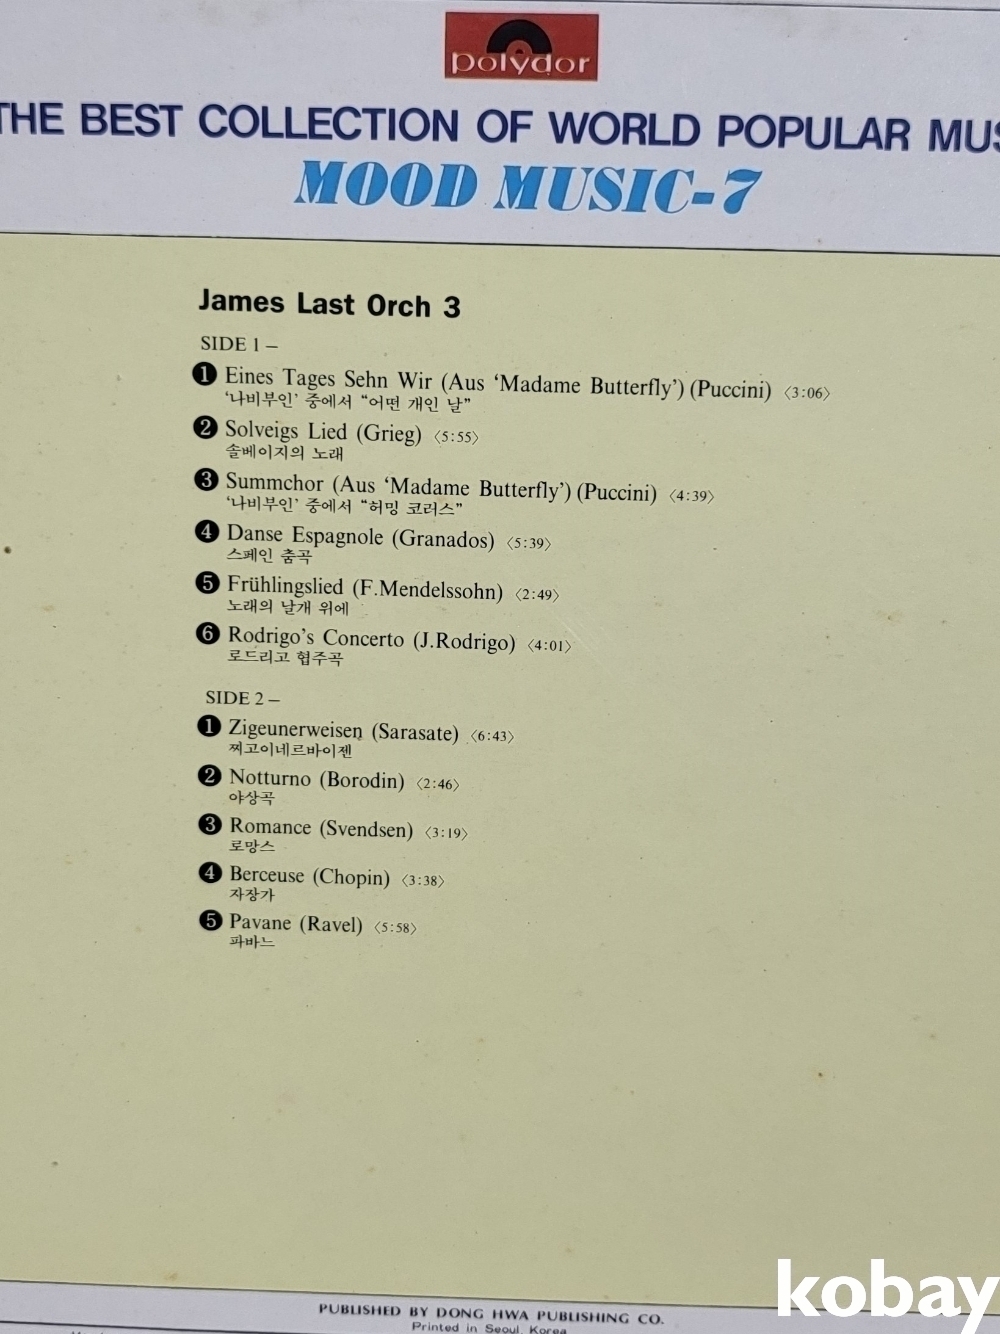 polydor
THE BEST COLLECTION OF WORLD POPULAR MUS
MOOD MUSIC-7
James Last Orch 3
SIDE 1 –
❶ Eines Tages Sehn Wir (Aus ‘Madame Butterfly’) (Puccini) 〈3:06〉
‘나비부인’ 중에서 “어떤 개인 날”
❷ Solveigs Lied (Grieg) 〈5:55〉
솔베이지의 노래
❸ Summchor (Aus ‘Madame Butterfly’) (Puccini) 〈4:39〉
‘나비부인’ 중에서 “허밍 코러스”
❹ Danse Espagnole (Granados) 〈5:39〉
스페인 춤곡
❺ Frühlingslied (F.Mendelssohn) 〈2:49〉
노래의 날개 위에
❻ Rodrigo’s Concerto (J.Rodrigo) 〈4:01〉
로드리고 협주곡
SIDE 2 –
❶ Zigeunerweisen (Sarasate) 〈6:43〉
찌고이네르바이젠
❷ Notturno (Borodin) 〈2:46〉
야상곡
❸ Romance (Svendsen) 〈3:19〉
로망스
❹ Berceuse (Chopin) 〈3:38〉
자장가
❺ Pavane (Ravel) 〈5:58〉
파바느
PUBLISHED BY DONG HWA PUBLISHING CO.
Printed in Seoul, Korea
kobay